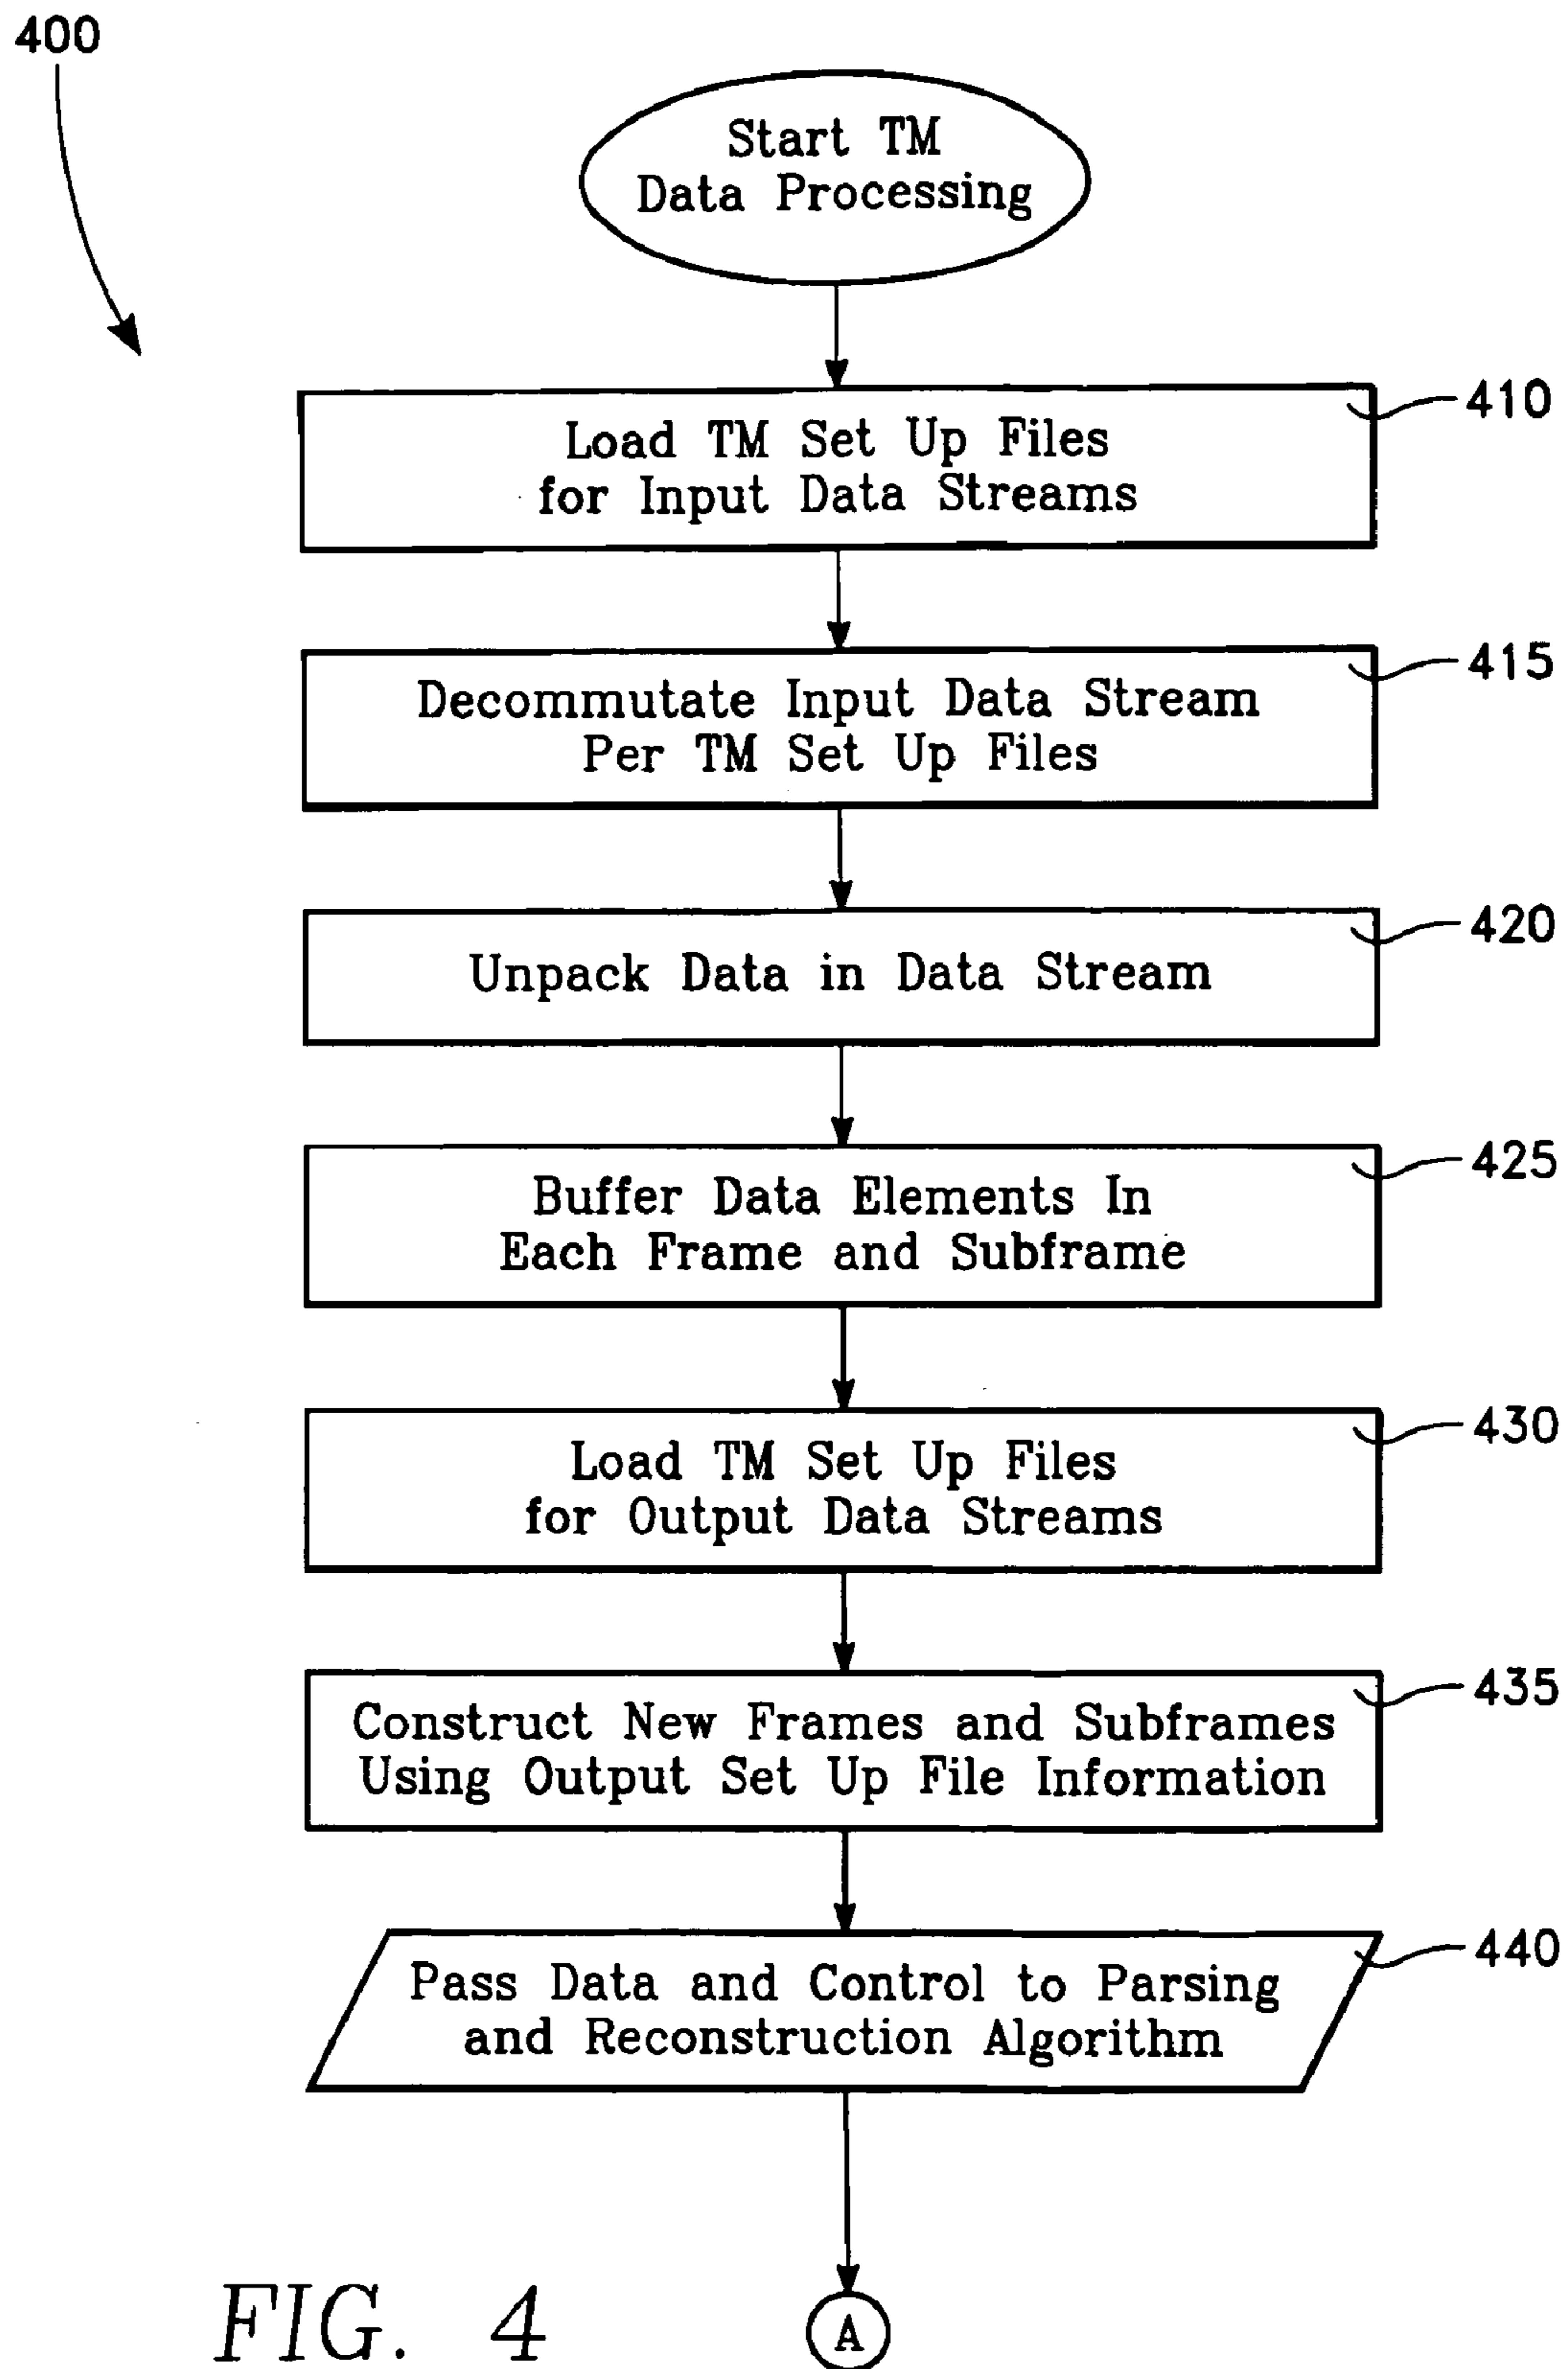 400
Start TM
Data Processing
410
Load TM Set Up Files
for Input Data Streams
415
Decommutate Input Data Stream
Per TM Set Up Files
420
Unpack Data in Data Stream
425
Buffer Data Elements In
Each Frame and Subframe
430
Load TM Set Up Files
for Output Data Streams
435
Construct New Frames and Subframes
Using Output Set Up File Information
440
Pass Data and Control to Parsing
and Reconstruction Algorithm
A
FIG. 4